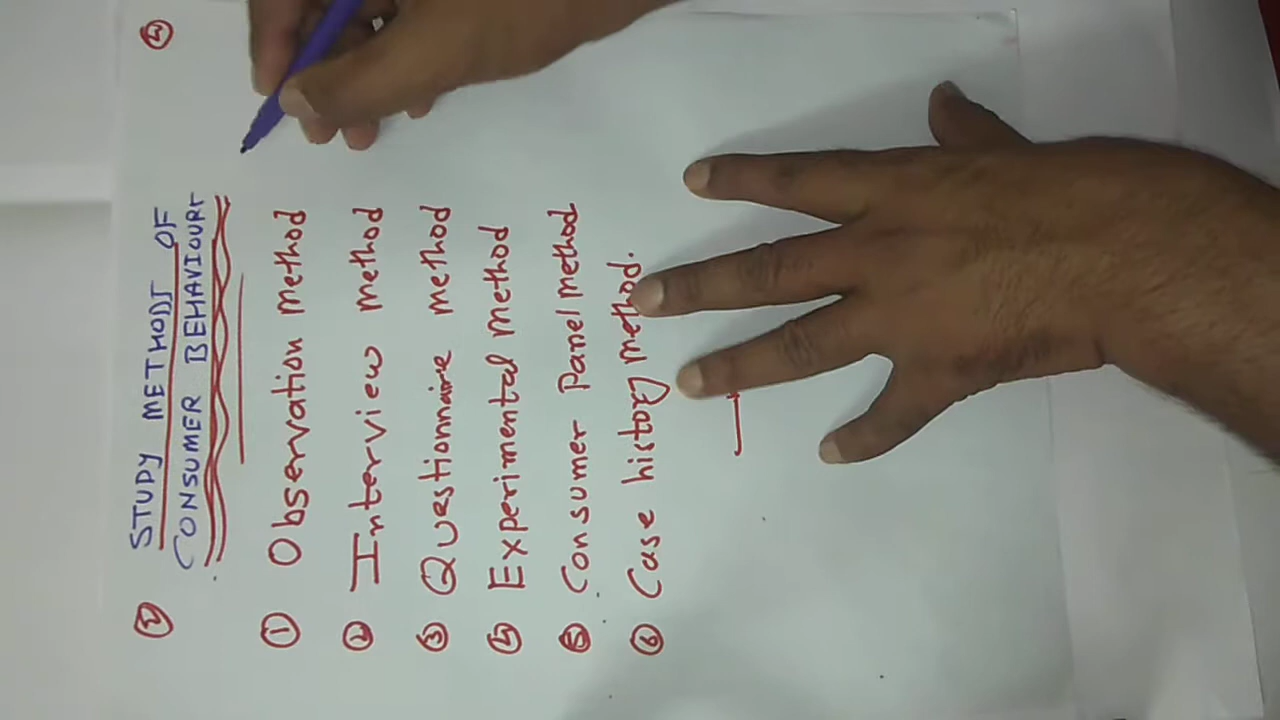 STUDY METHODS OF
CONSUMER BEHAVIOUR
① Observation Method
② Interview method
③ Questionnaire method
④ Experimental Method
⑤ Consumer Panel method
⑥ Case history method.